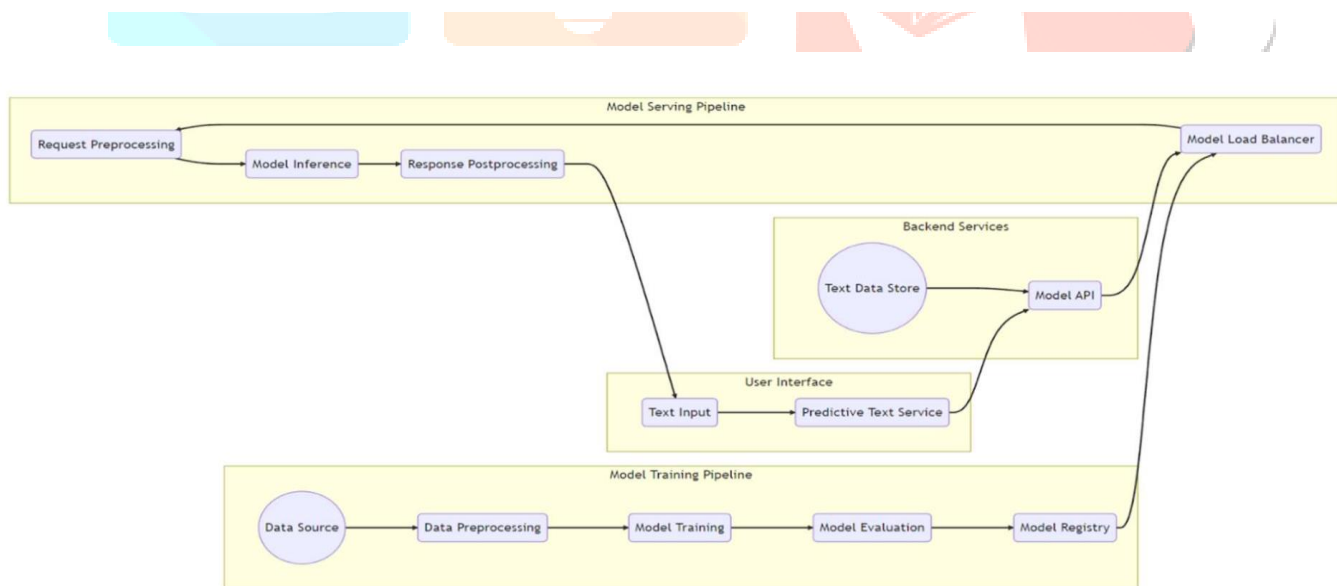 Model Serving Pipeline
Request Preprocessing
Model Inference
Response Postprocessing
Model Load Balancer
Backend Services
Text Data Store
Model API
User Interface
Text Input
Predictive Text Service
Model Training Pipeline
Data Source
Data Preprocessing
Model Training
Model Evaluation
Model Registry